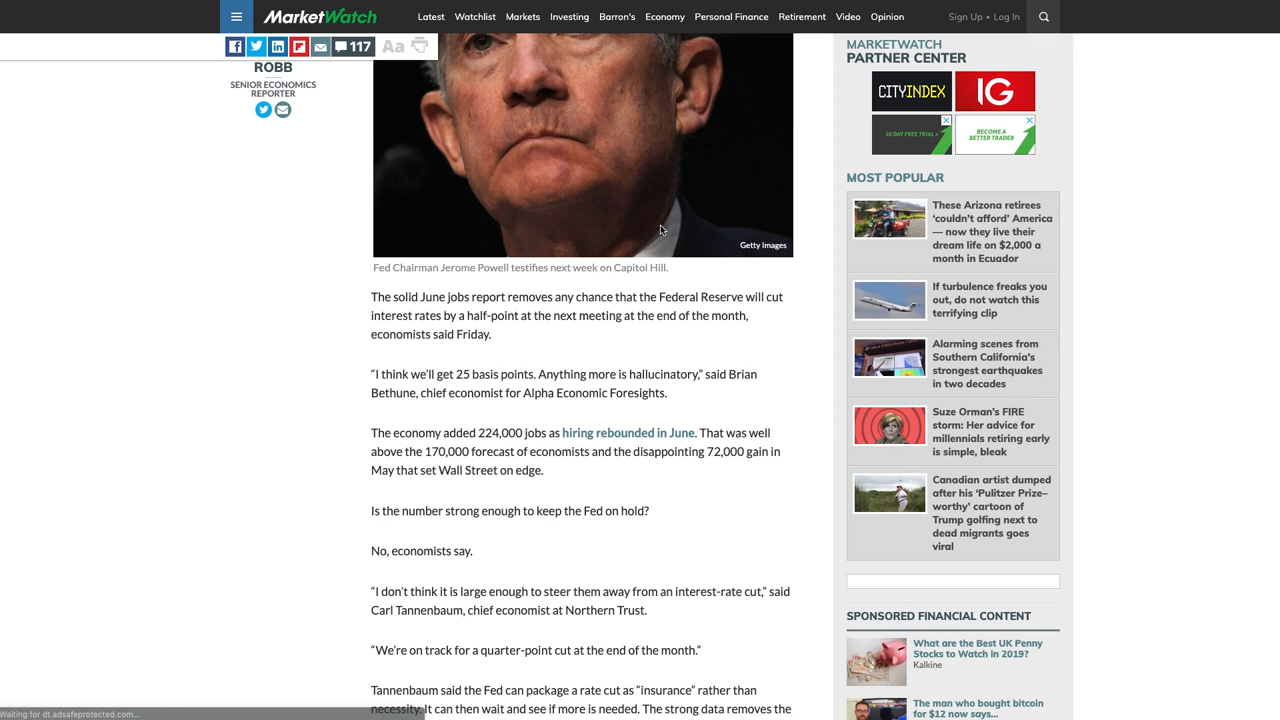 MarketWatch
Latest Watchlist Markets Investing Barron's Economy Personal Finance Retirement Video Opinion
Sign Up • Log In
117
Aa
ROBB
SENIOR ECONOMICS
REPORTER
Getty Images
Fed Chairman Jerome Powell testifies next week on Capitol Hill.
The solid June jobs report removes any chance that the Federal Reserve will cut
interest rates by a half-point at the next meeting at the end of the month,
economists said Friday.
“I think we’ll get 25 basis points. Anything more is hallucinatory,” said Brian
Bethune, chief economist for Alpha Economic Foresights.
The economy added 224,000 jobs as hiring rebounded in June. That was well
above the 170,000 forecast of economists and the disappointing 72,000 gain in
May that set Wall Street on edge.
Is the number strong enough to keep the Fed on hold?
No, economists say.
“I don’t think it is large enough to steer them away from an interest-rate cut,” said
Carl Tannenbaum, chief economist at Northern Trust.
“We’re on track for a quarter-point cut at the end of the month.”
Tannenbaum said the Fed can package a rate cut as “insurance” rather than
necessity. It can then wait and see if more is needed. The strong data removes the
MARKETWATCH
PARTNER CENTER
CITYINDEX
IG
30 DAY FREE TRIAL >
BECOME A
BETTER TRADER
MOST POPULAR
These Arizona retirees
‘couldn’t afford’ America
— now they live their
dream life on $2,000 a
month in Ecuador
If turbulence freaks you
out, do not watch this
terrifying clip
Alarming scenes from
Southern California’s
strongest earthquakes
in two decades
Suze Orman’s FIRE
storm: Her advice for
millennials retiring early
is simple, bleak
Canadian artist dumped
after his ‘Pulitzer Prize–
worthy’ cartoon of
Trump golfing next to
dead migrants goes
viral
SPONSORED FINANCIAL CONTENT
What are the Best UK Penny
Stocks to Watch in 2019?
Kalkine
The man who bought bitcoin
for $12 now says...
Waiting for dt.adsafeprotected.com...